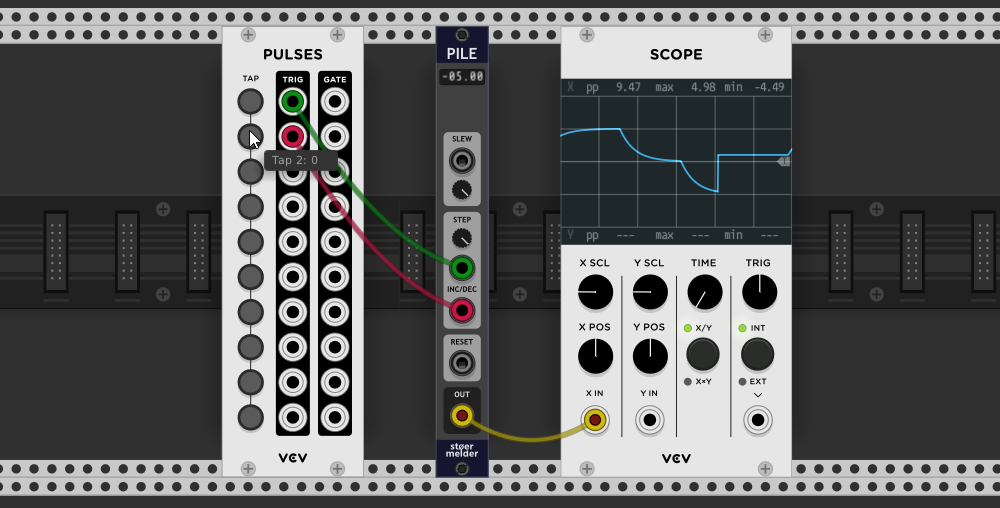 PULSES
TAP TRIG GATE
Tap 2: 0
VCV
PILE
-05.00
SLEW
STEP
INC/DEC
RESET
OUT
støer
melder
SCOPE
X pp 9.47 max 4.98 min -4.49
Y pp --- max --- min ---
X SCL Y SCL TIME TRIG
X POS Y POS X/Y INT
X×Y EXT
X IN Y IN
VCV